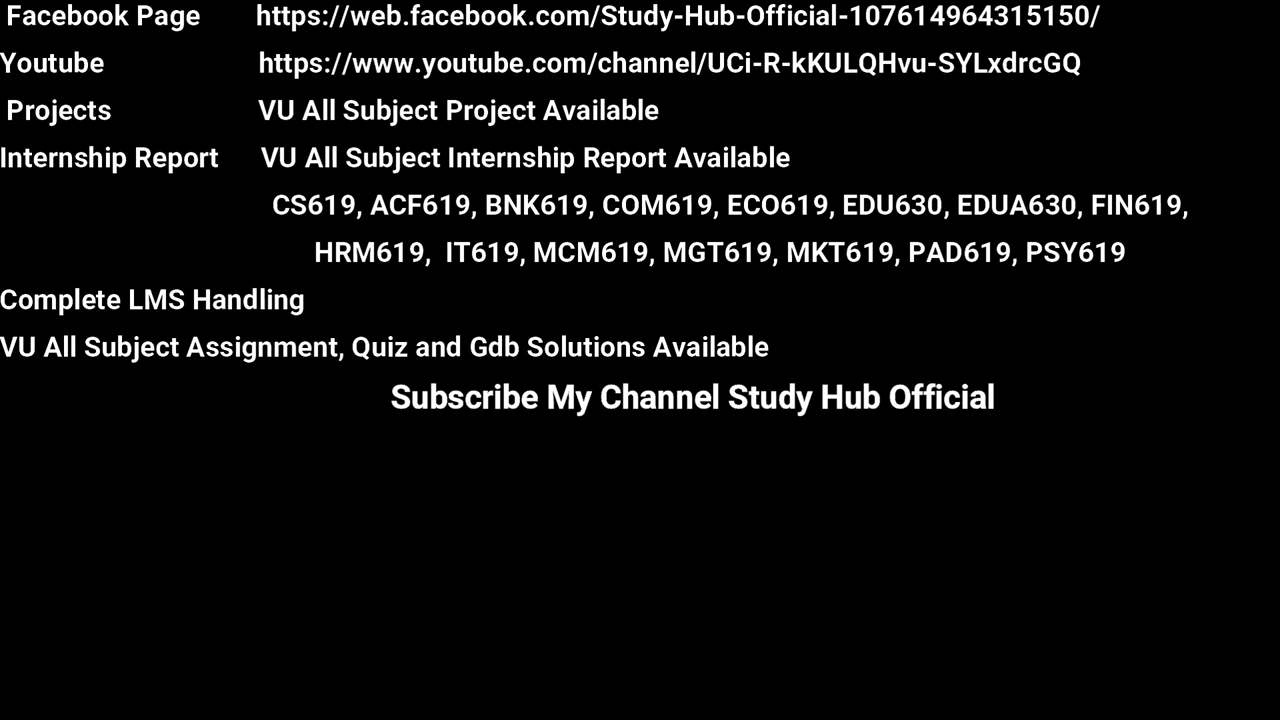 Facebook Page https://web.facebook.com/Study-Hub-Official-107614964315150/
Youtube https://www.youtube.com/channel/UCi-R-kKULQHvu-SYLxdrcGQ
Projects VU All Subject Project Available
Internship Report VU All Subject Internship Report Available
CS619, ACF619, BNK619, COM619, ECO619, EDU630, EDUA630, FIN619,
HRM619, IT619, MCM619, MGT619, MKT619, PAD619, PSY619
Complete LMS Handling
VU All Subject Assignment, Quiz and Gdb Solutions Available
Subscribe My Channel Study Hub Official